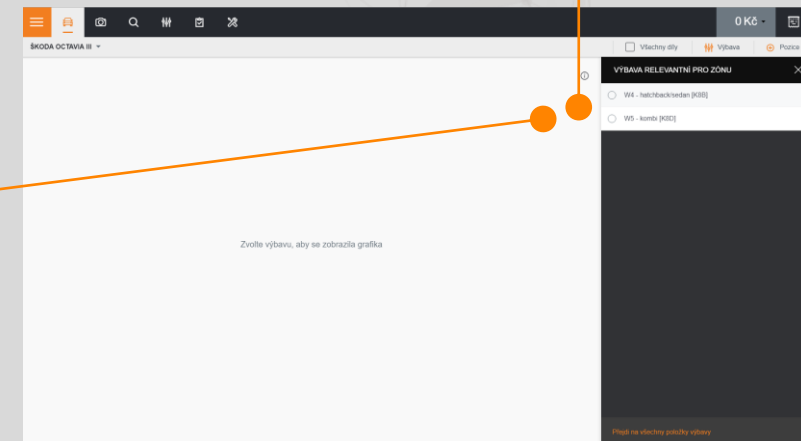 0 Kč
ŠKODA OCTAVIA III
Všechny díly
Výbava
Pozice
VÝBAVA RELEVANTNÍ PRO ZÓNU
W4 - hatchback/sedan [K8B]
W5 - kombi [K8D]
Zvolte výbavu, aby se zobrazila grafika
Přejít na všechny položky výbavy